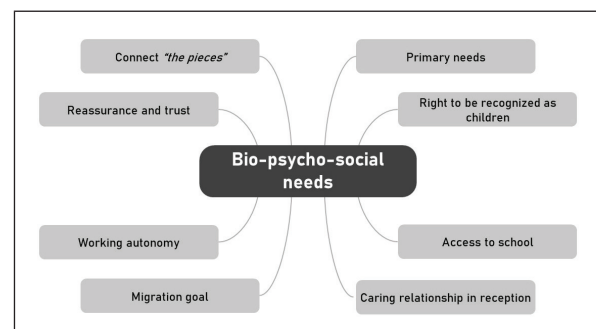 Connect "the pieces"
Primary needs
Reassurance and trust
Right to be recognized as
children
Bio-psycho-social
needs
Working autonomy
Access to school
Migration goal
Caring relationship in reception